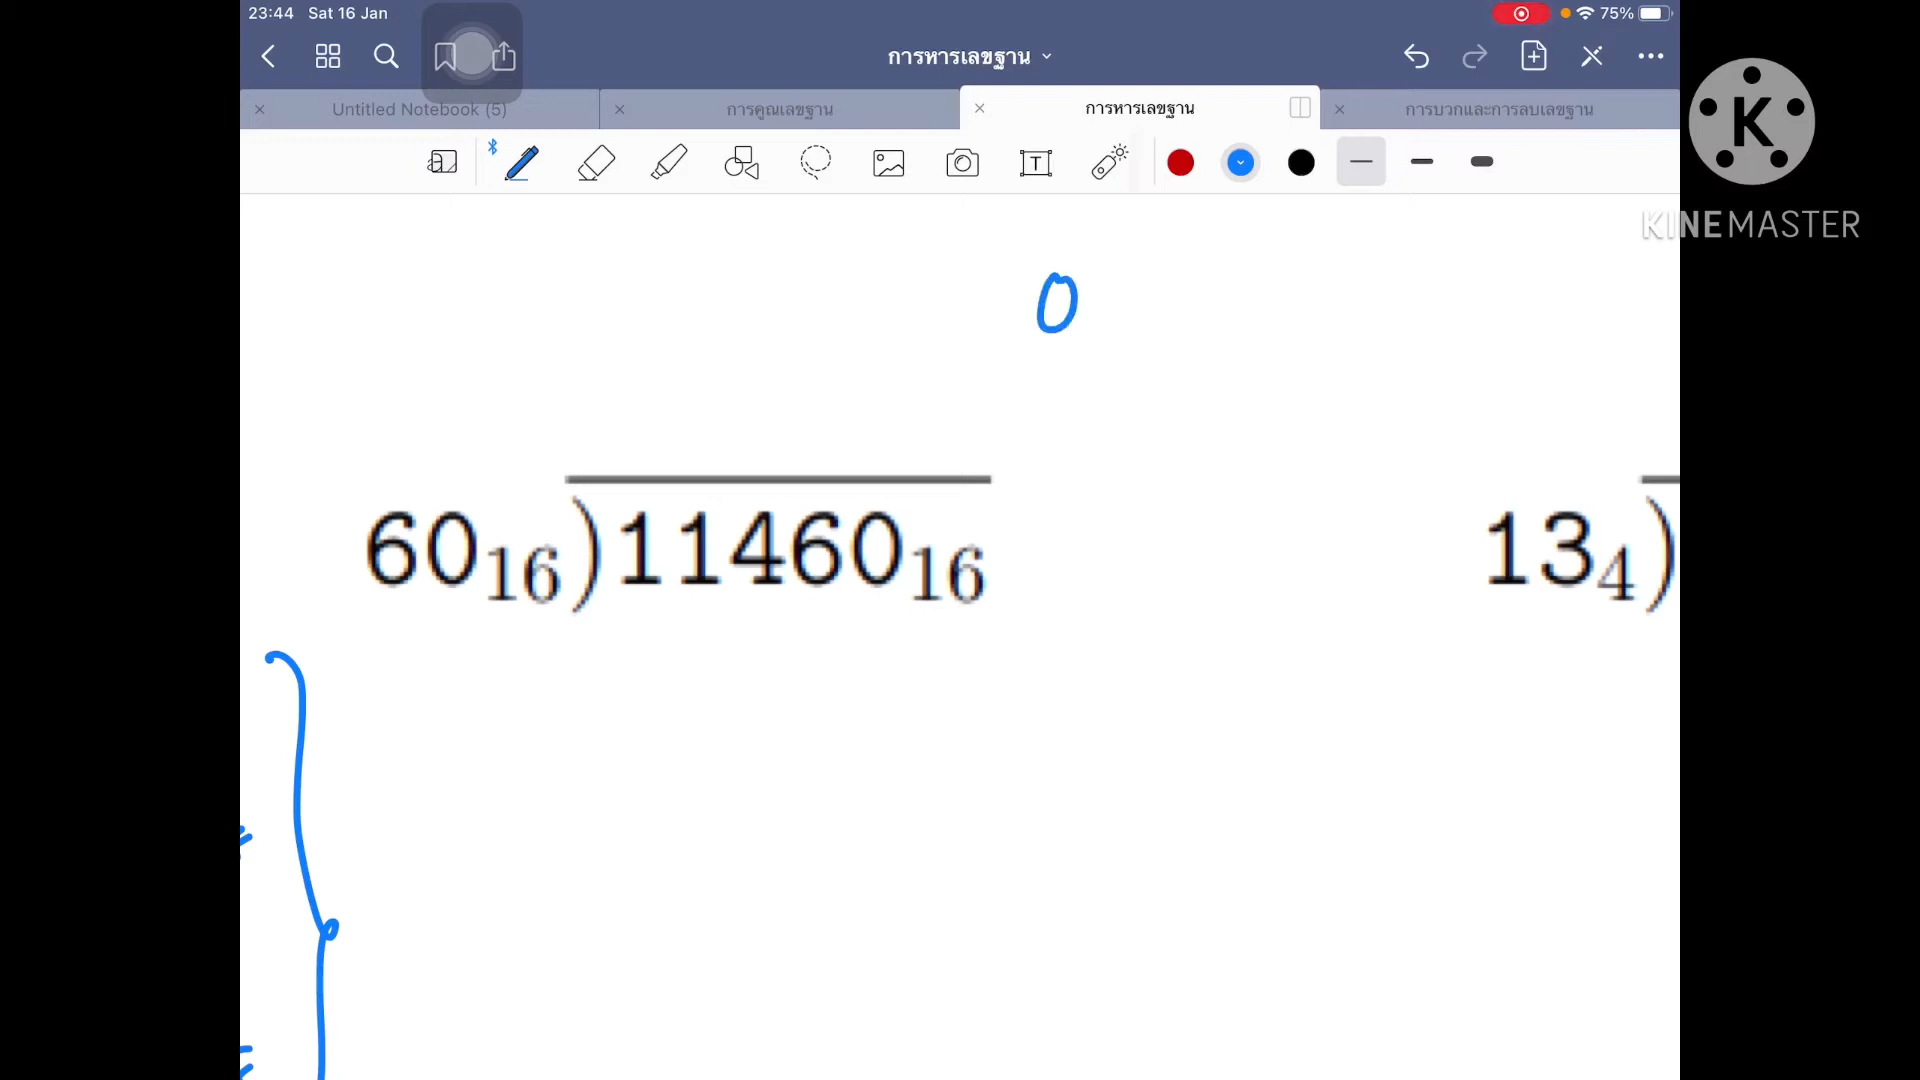 23:44 Sat 16 Jan 75%
การหารเลขฐาน
Untitled Notebook (5) การคูณเลขฐาน การหารเลขฐาน การบวกและการลบเลขฐาน
K
KINEMASTER
0
60₁₆)11460₁₆ 13₄)